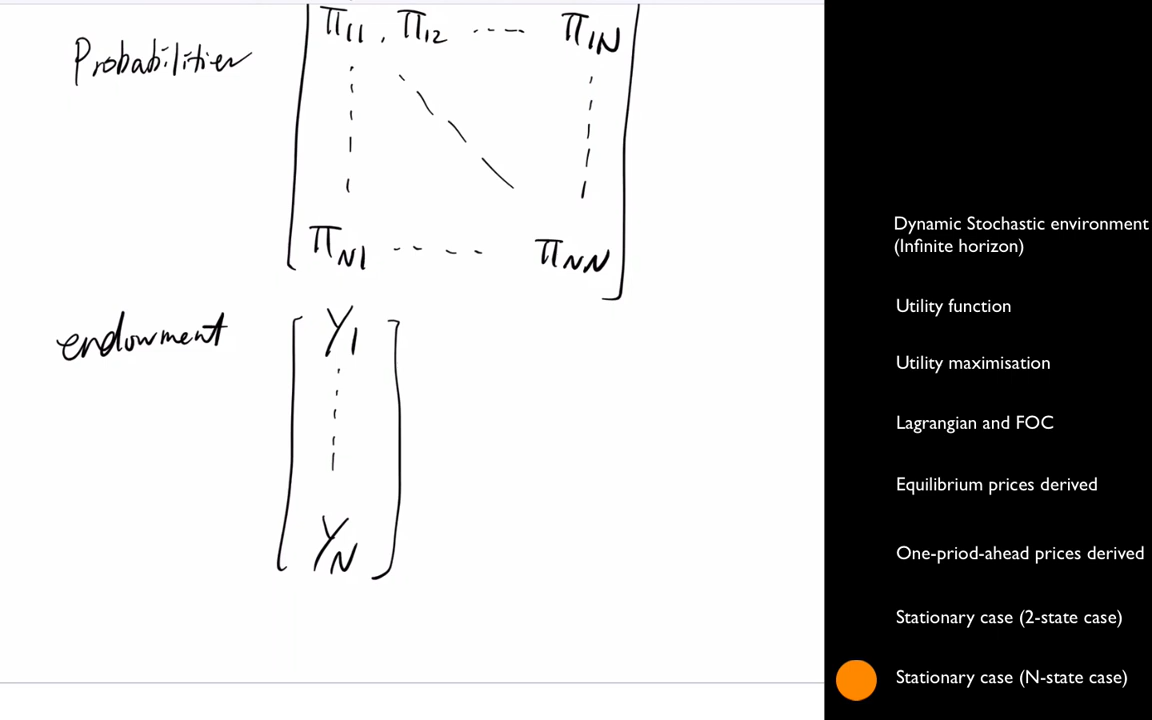 Probabilities
π11 , π12 ---- π1N
πN1 ---- πNN
endowment
y1
yN
Dynamic Stochastic environment
(Infinite horizon)
Utility function
Utility maximisation
Lagrangian and FOC
Equilibrium prices derived
One-priod-ahead prices derived
Stationary case (2-state case)
Stationary case (N-state case)